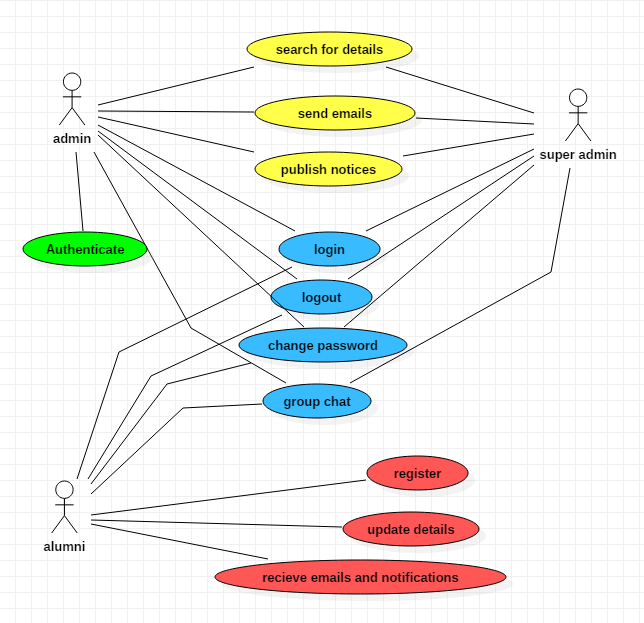 search for details
send emails
admin
super admin
publish notices
Authenticate
login
logout
change password
group chat
register
update details
alumni
recieve emails and notifications